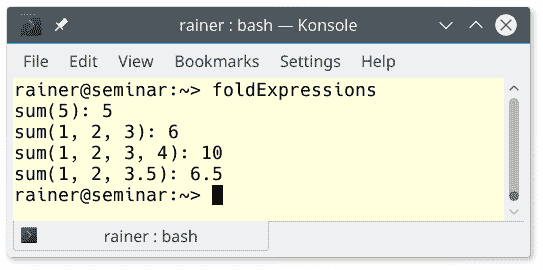 rainer : bash — Konsole
File Edit View Bookmarks Settings Help
rainer@seminar:~> foldExpressions
sum(5): 5
sum(1, 2, 3): 6
sum(1, 2, 3, 4): 10
sum(1, 2, 3.5): 6.5
rainer@seminar:~>
rainer : bash